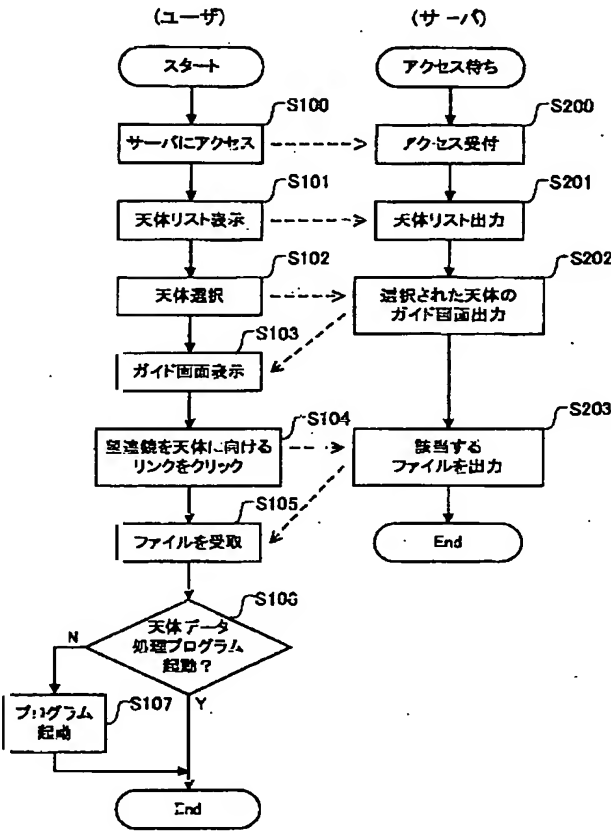 (ユーザ)
(サーバ)
スタート
アクセス待ち
S100
S200
サーバにアクセス
アクセス受付
S101
S201
天体リスト表示
天体リスト出力
S102
S202
天体選択
選択された天体の
ガイド画面出力
S103
ガイド画面表示
S104
S203
望遠鏡を天体に向ける
リンクをクリック
該当する
ファイルを出力
S105
ファイルを受取
End
S106
天体データ
処理プログラム
起動?
N
Y
S107
プログラム
起動
End